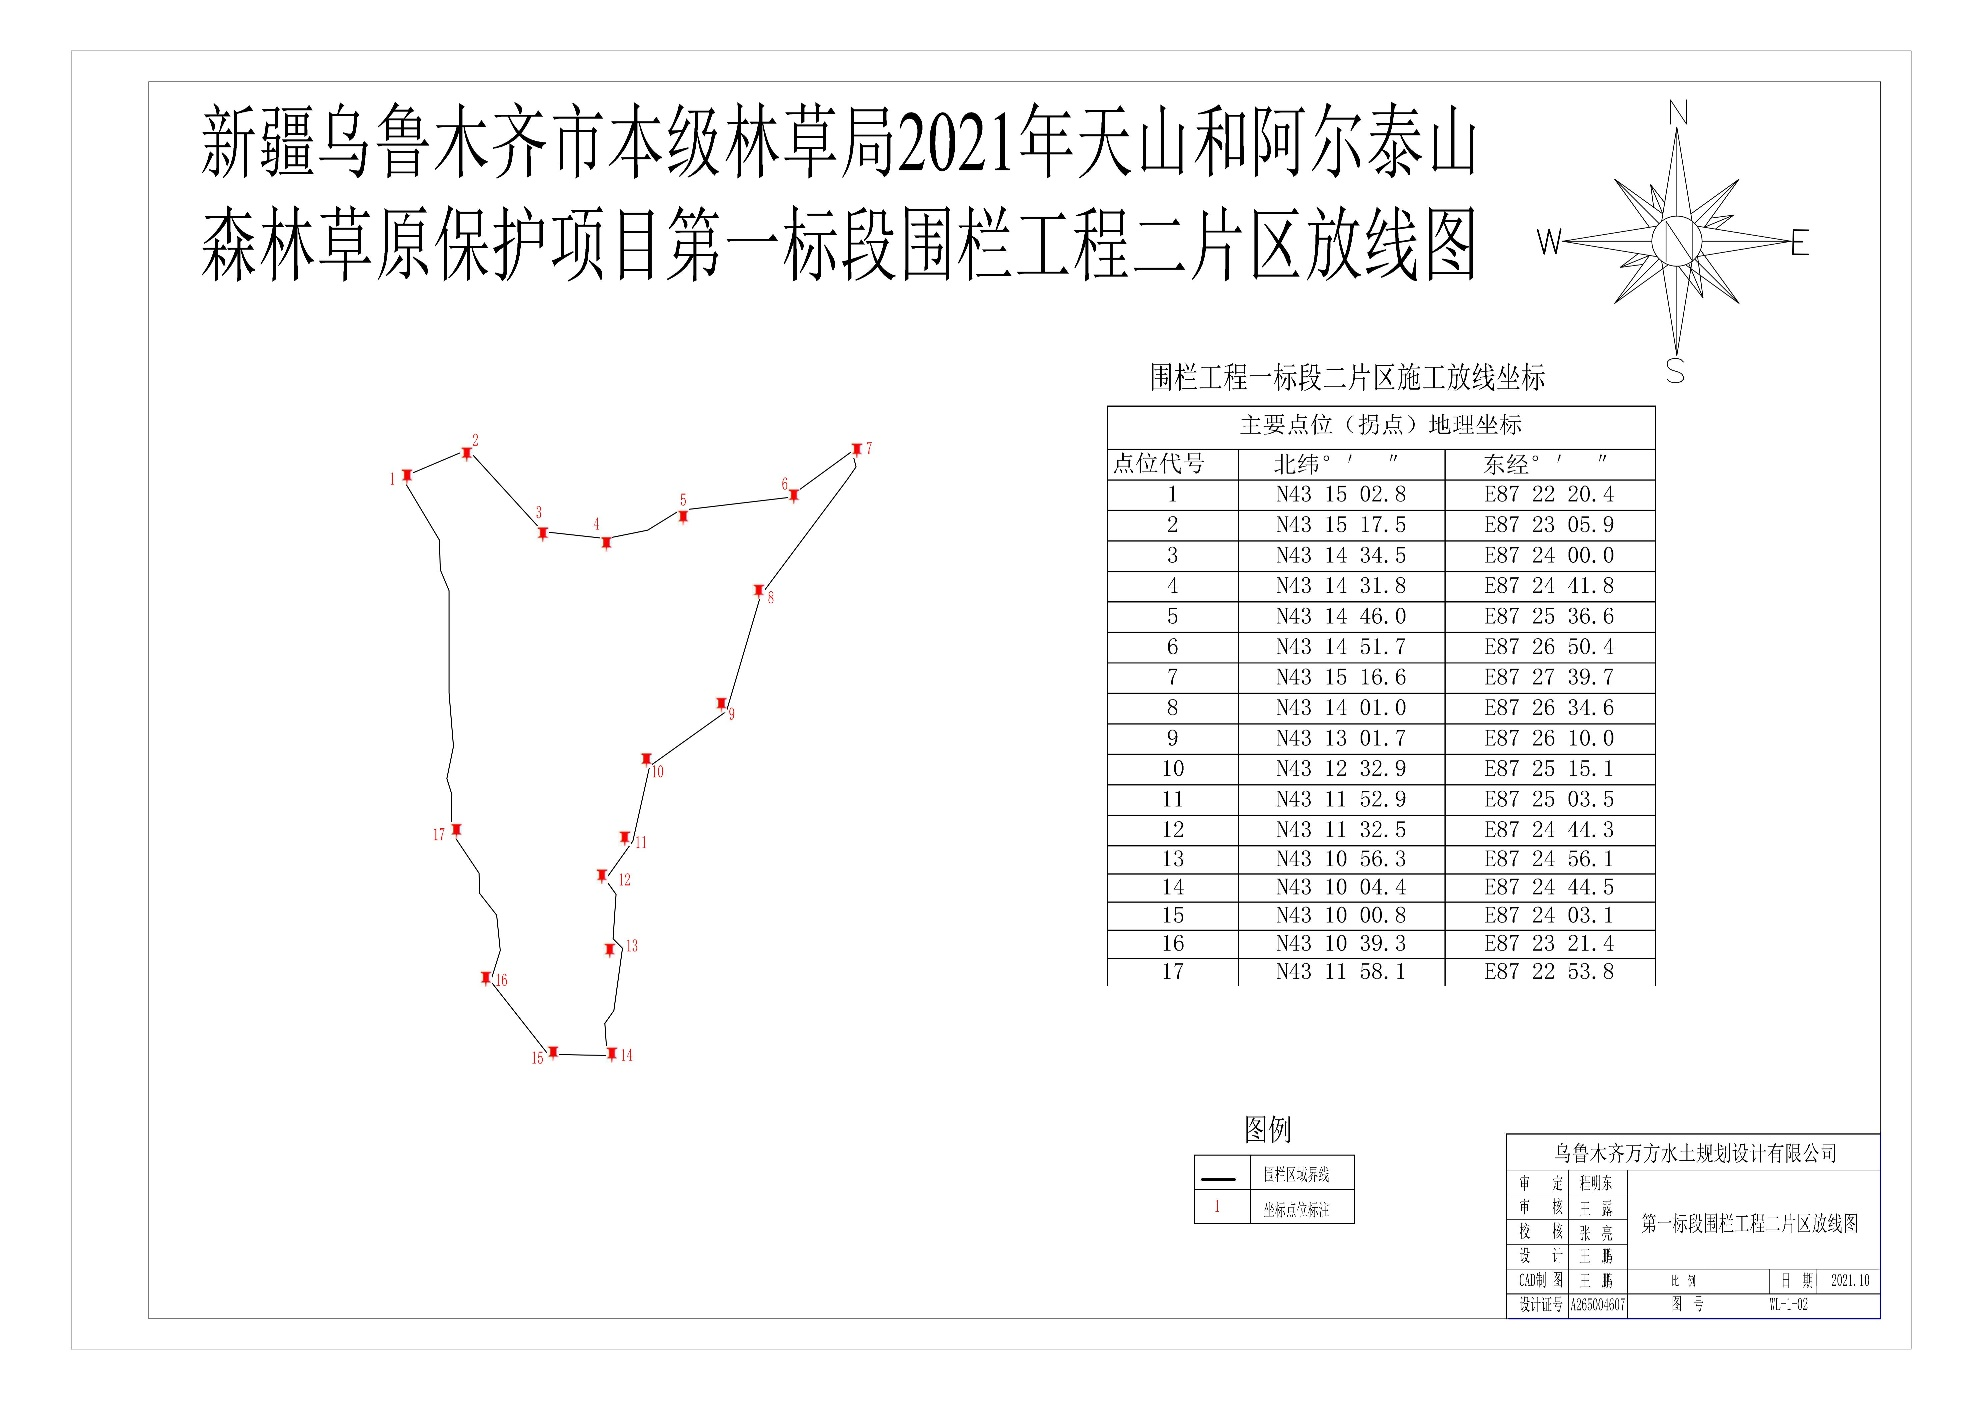 新疆乌鲁木齐市本级林草局2021年天山和阿尔泰山
森林草原保护项目第一标段围栏工程二片区放线图
N
W
E
S
围栏工程一标段二片区施工放线坐标
主要点位（拐点）地理坐标
点位代号 北纬° ′ ″ 东经° ′ ″
1 N43 15 02.8 E87 22 20.4
2 N43 15 17.5 E87 23 05.9
3 N43 14 34.5 E87 24 00.0
4 N43 14 31.8 E87 24 41.8
5 N43 14 46.0 E87 25 36.6
6 N43 14 51.7 E87 26 50.4
7 N43 15 16.6 E87 27 39.7
8 N43 14 01.0 E87 26 34.6
9 N43 13 01.7 E87 26 10.0
10 N43 12 32.9 E87 25 15.1
11 N43 11 52.9 E87 25 03.5
12 N43 11 32.5 E87 24 44.3
13 N43 10 56.3 E87 24 56.1
14 N43 10 04.4 E87 24 44.5
15 N43 10 00.8 E87 24 03.1
16 N43 10 39.3 E87 23 21.4
17 N43 11 58.1 E87 22 53.8
1
2
3
4
5
6
7
8
9
10
11
12
13
14
15
16
17
图例
围栏区域界线
1 坐标点位标注
乌鲁木齐万方水土规划设计有限公司
审 定 程明东
审 核 王 露
校 核 张 亮
设 计 王 鹏
CAD制图 王 鹏
设计证号 A265004607
第一标段围栏工程二片区放线图
比 例
日 期 2021.10
图 号 WL-1-02